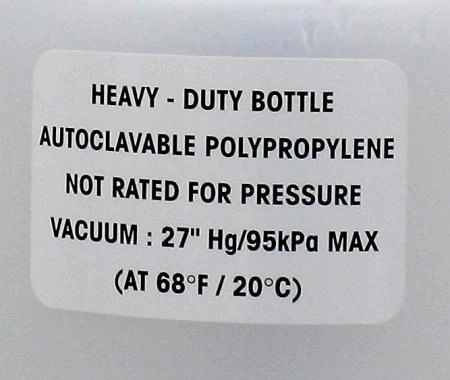 HEAVY - DUTY BOTTLE
AUTOCLAVABLE POLYPROPYLENE
NOT RATED FOR PRESSURE
VACUUM : 27" Hg/95kPa MAX
(AT 68°F / 20°C)